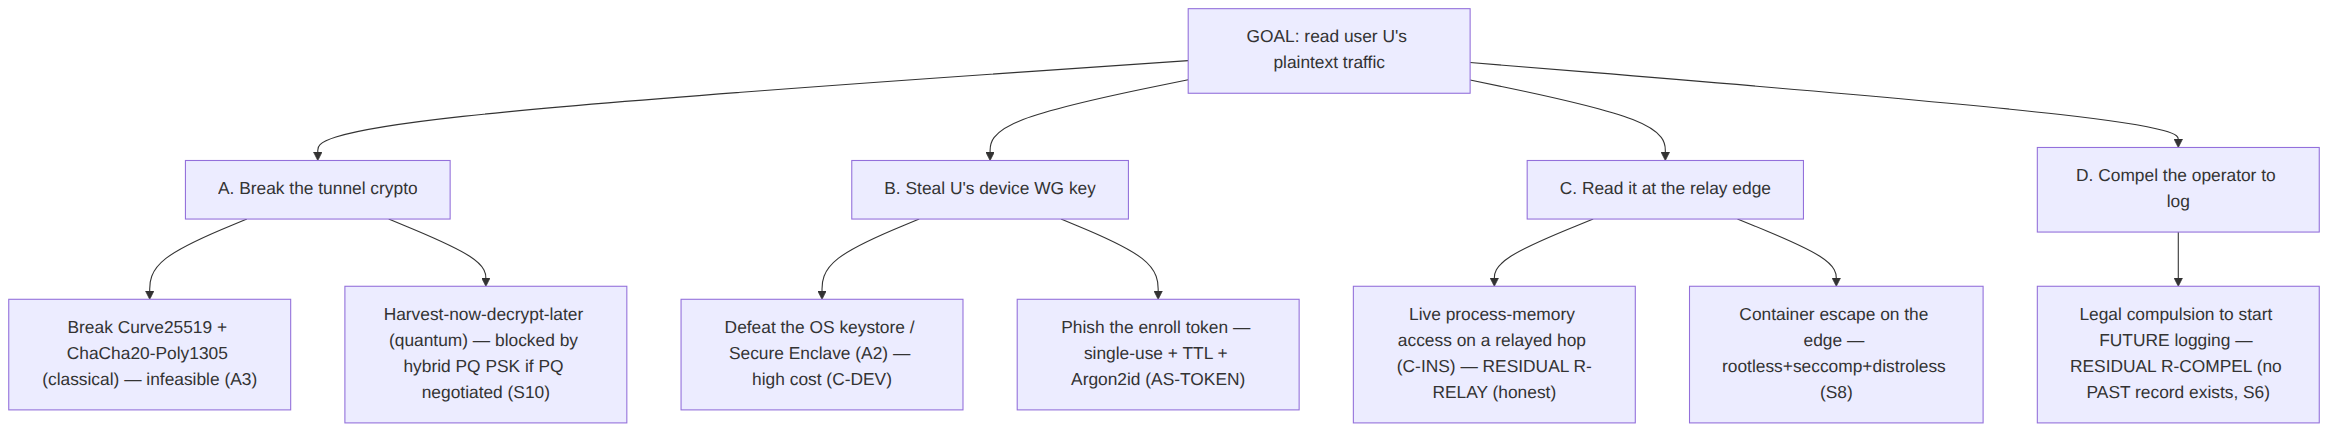 GOAL: read user U's
plaintext traffic
A. Break the tunnel crypto
B. Steal U's device WG key
C. Read it at the relay edge
D. Compel the operator to
log
Break Curve25519 +
ChaCha20-Poly1305
(classical) — infeasible (A3)
Harvest-now-decrypt-later
(quantum) — blocked by
hybrid PQ PSK if PQ
negotiated (S10)
Defeat the OS keystore /
Secure Enclave (A2) —
high cost (C-DEV)
Phish the enroll token —
single-use + TTL +
Argon2id (AS-TOKEN)
Live process-memory
access on a relayed hop
(C-INS) — RESIDUAL R-
RELAY (honest)
Container escape on the
edge —
rootless+seccomp+distroless
(S8)
Legal compulsion to start
FUTURE logging —
RESIDUAL R-COMPEL (no
PAST record exists, S6)